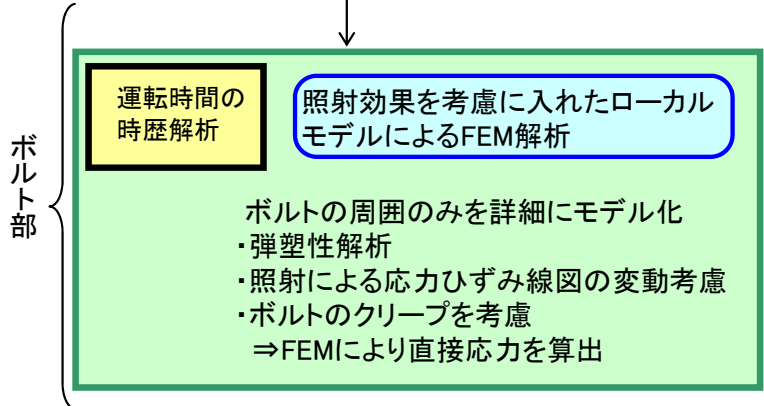 ボルト部
運転時間の
時歴解析
照射効果を考慮に入れたローカル
モデルによるFEM解析
ボルトの周囲のみを詳細にモデル化
・弾塑性解析
・照射による応力ひずみ線図の変動考慮
・ボルトのクリープを考慮
⇒FEMにより直接応力を算出